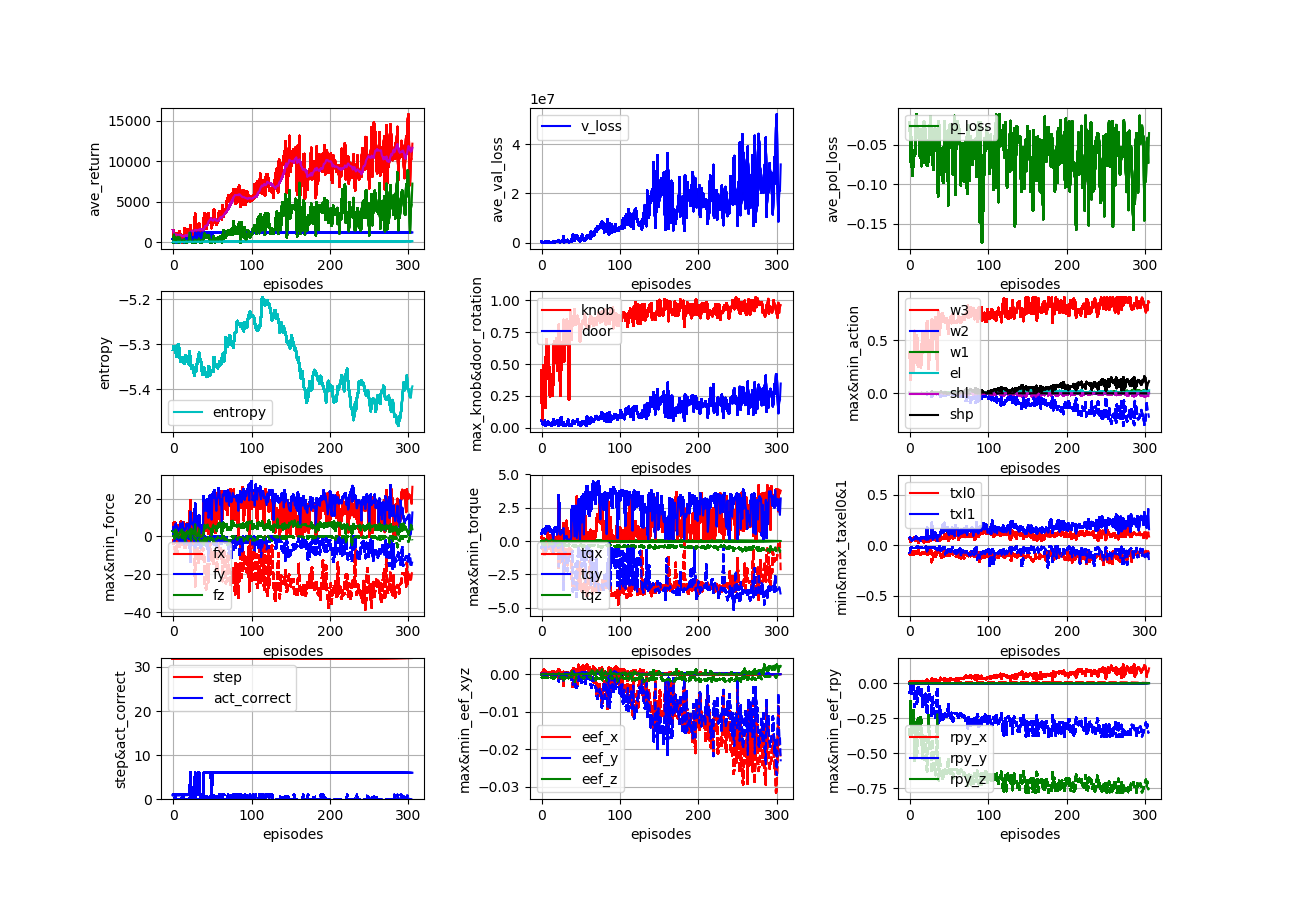 ave_return
15000
10000
5000
0
0 100 200 300
episodes
1e7
ave_val_loss
4
2
0
v_loss
0 100 200 300
episodes
ave_pol_loss
−0.05
−0.10
−0.15
p_loss
0 100 200 300
episodes
entropy
−5.2
−5.3
−5.4
entropy
0 100 200 300
episodes
max_knob&door_rotation
1.00
0.75
0.50
0.25
0.00
knob
door
0 100 200 300
episodes
max&min_action
0.5
0.0
w3
w2
w1
el
shl
shp
0 100 200 300
episodes
max&min_force
20
0
−20
−40
fx
fy
fz
0 100 200 300
episodes
max&min_torque
5.0
2.5
0.0
−2.5
−5.0
tqx
tqy
tqz
0 100 200 300
episodes
min&max_taxel0&1
0.5
0.0
−0.5
txl0
txl1
0 100 200 300
episodes
step&act_correct
30
20
10
0
step
act_correct
0 100 200 300
episodes
max&min_eef_xyz
0.00
−0.01
−0.02
−0.03
eef_x
eef_y
eef_z
0 100 200 300
episodes
max&min_eef_rpy
0.00
−0.25
−0.50
−0.75
rpy_x
rpy_y
rpy_z
0 100 200 300
episodes